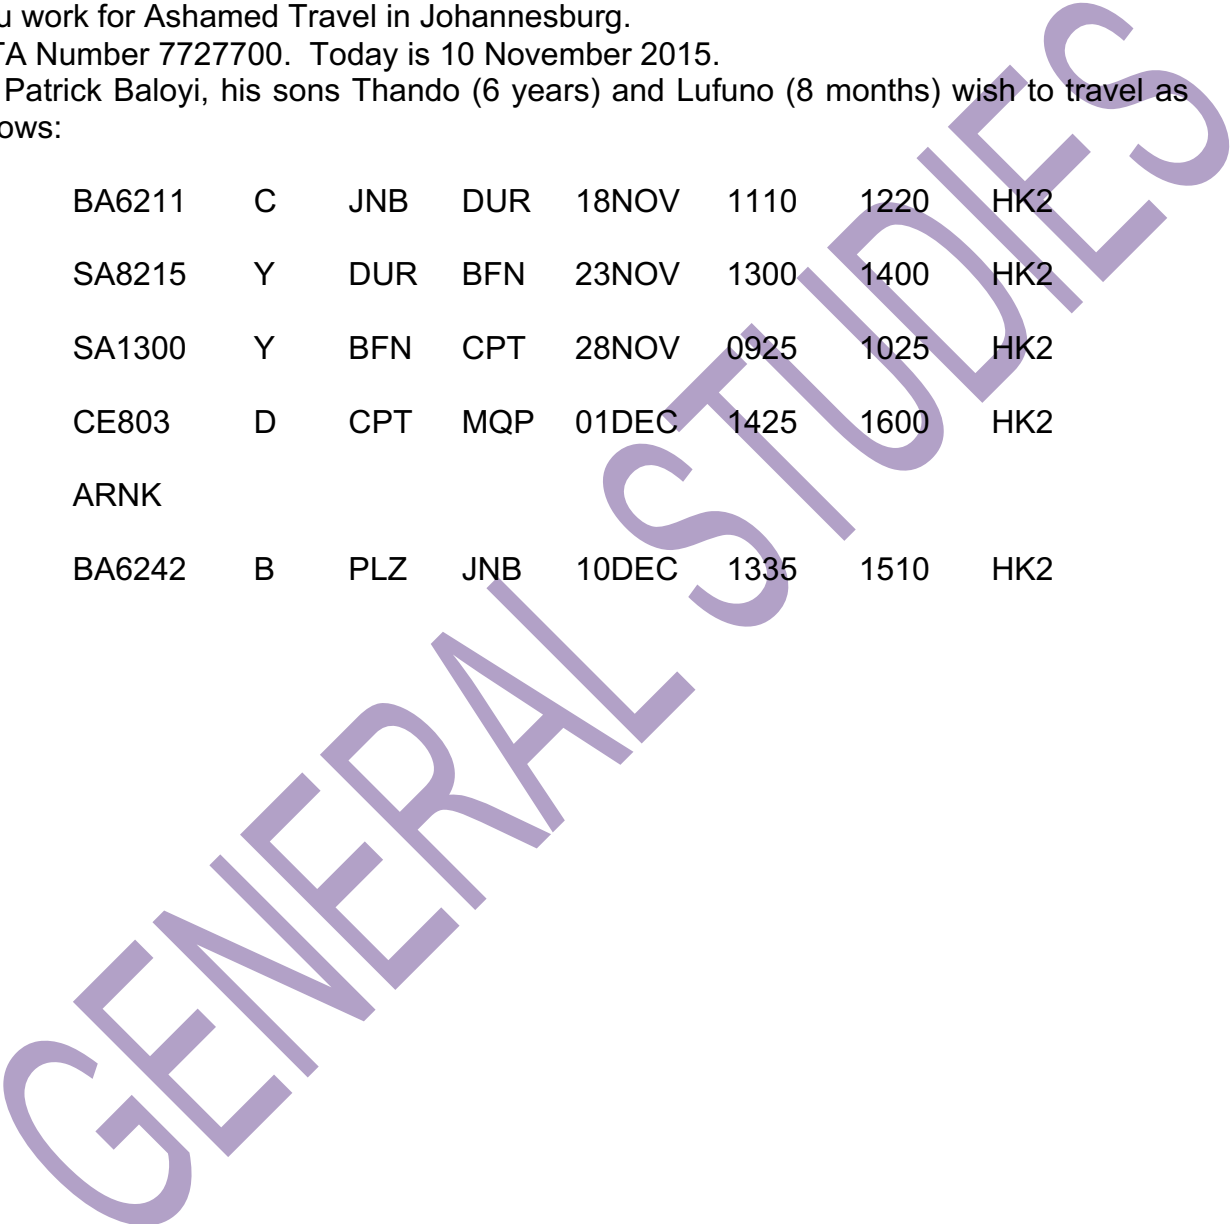 u work for Ashamed Travel in Johannesburg.
TA Number 7727700. Today is 10 November 2015.
Patrick Baloyi, his sons Thando (6 years) and Lufuno (8 months) wish to travel as
ows:
BA6211 C JNB DUR 18NOV 1110 1220 HK2
SA8215 Y DUR BFN 23NOV 1300 1400 HK2
SA1300 Y BFN CPT 28NOV 0925 1025 HK2
CE803 D CPT MQP 01DEC 1425 1600 HK2
ARNK
BA6242 B PLZ JNB 10DEC 1335 1510 HK2
GENERAL STUDIES